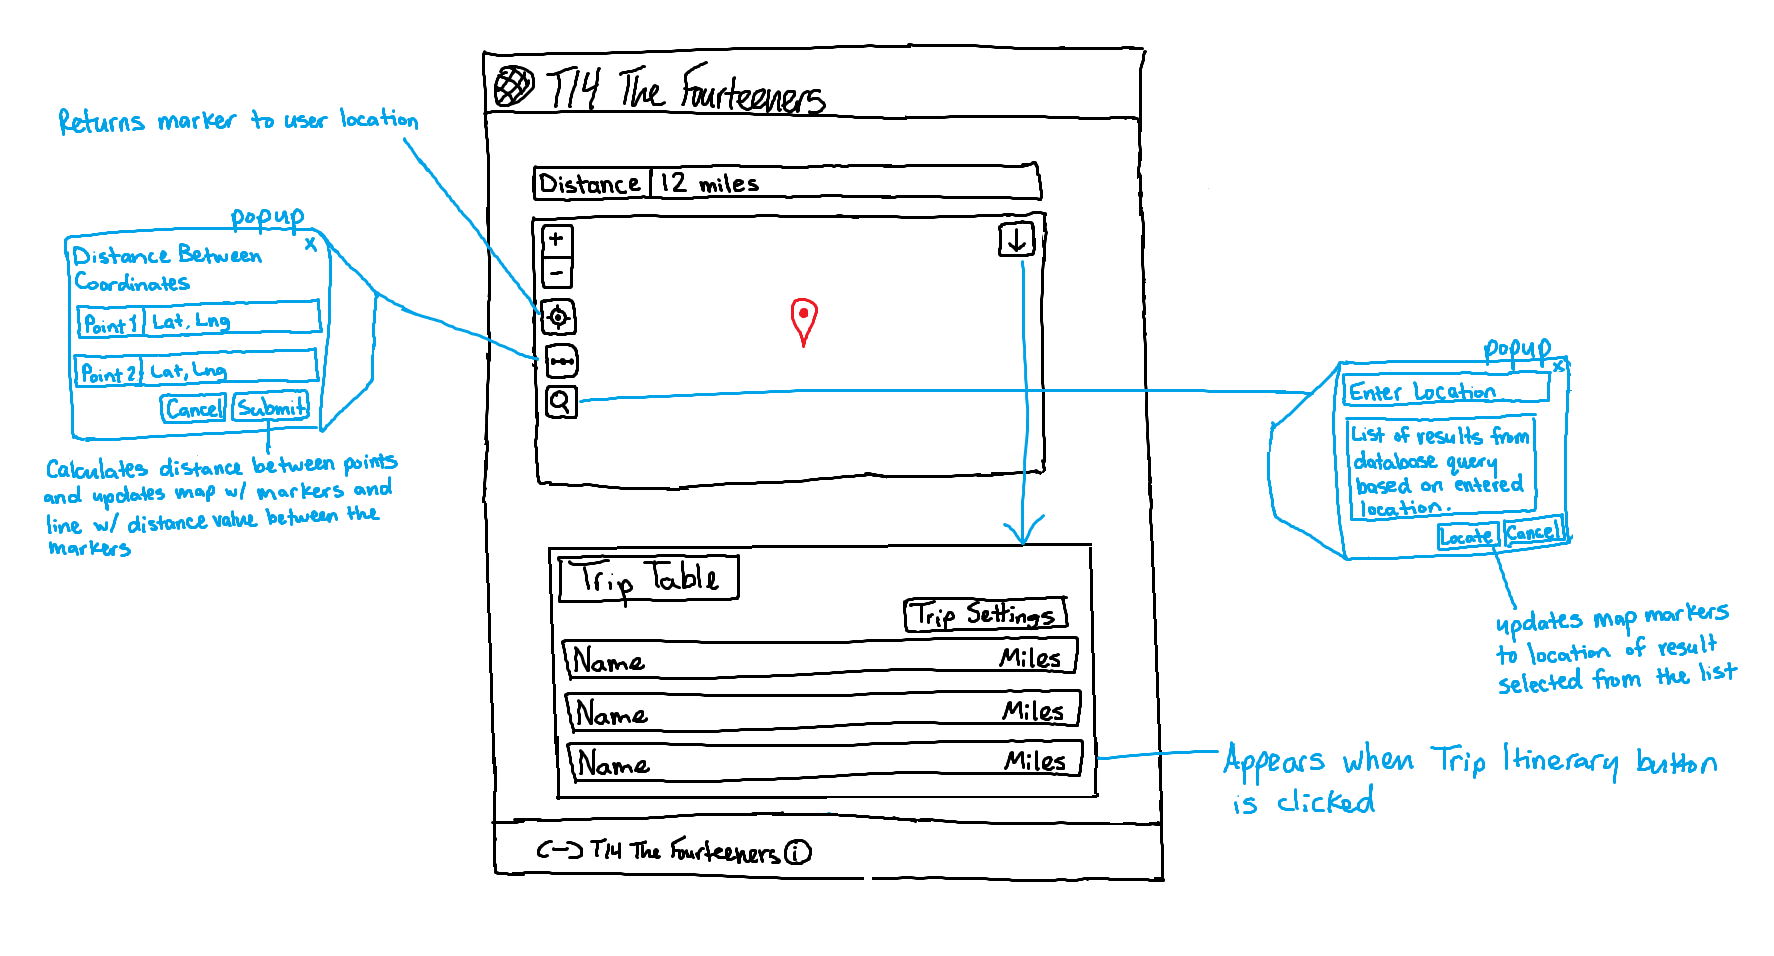 T14 The Fourteeners
Returns marker to user location
Distance 12 miles
popup
x
Distance Between
Coordinates
Point 1 Lat, Lng
Point 2 Lat, Lng
Cancel Submit
Calculates distance between points
and updates map w/ markers and
line w/ distance value between the
markers
+
-
popup
x
Enter Location
List of results from
database query
based on entered
location.
Locate Cancel
updates map markers
to location of result
selected from the list
Trip Table
Trip Settings
Name Miles
Name Miles
Name Miles
Appears when Trip Itinerary button
is clicked
T14 The Fourteeners i